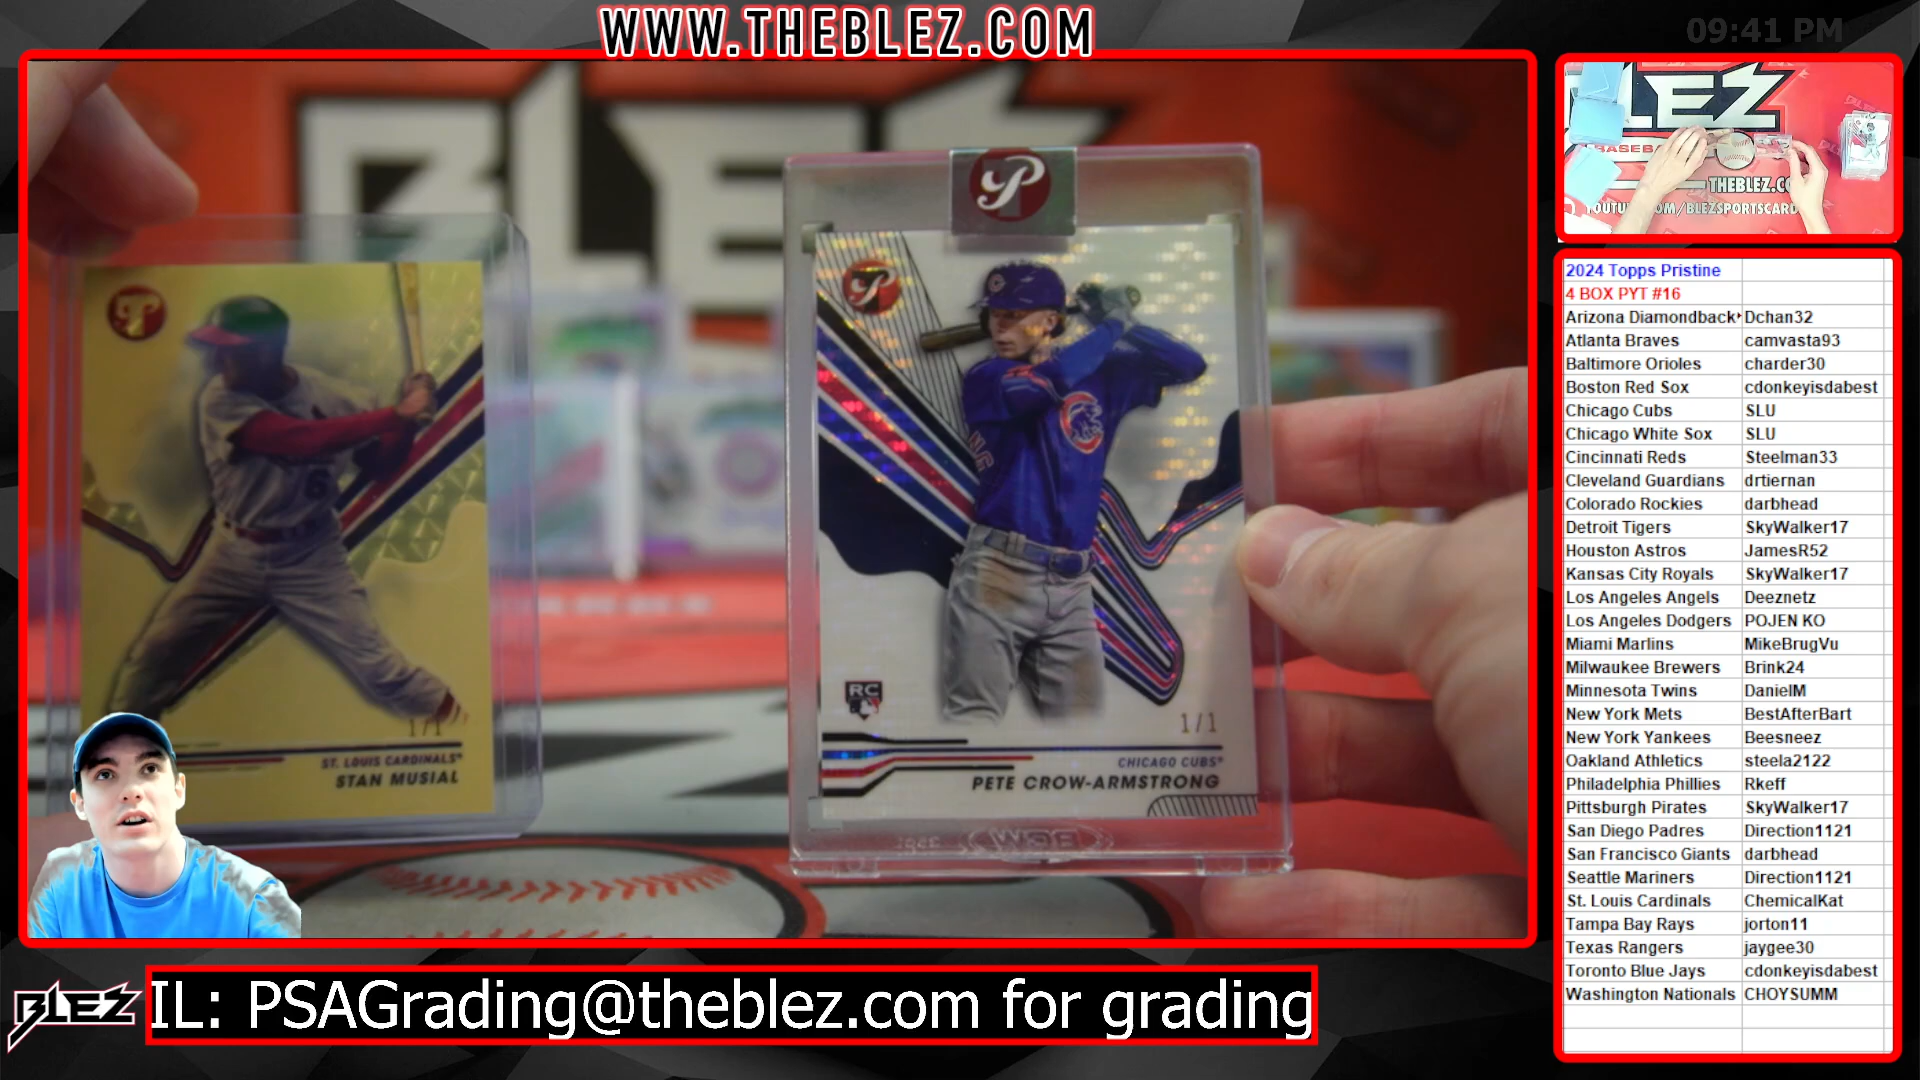 WWW.THEBLEZ.COM
09:41 PM
BLEZ
P
ST. LOUIS CARDINALS
1/1
STAN MUSIAL
P
P
RC
1/1
CHICAGO CUBS
PETE CROW-ARMSTRONG
BLEZ
BASEB
THEBLEZ.CO
2024 Topps Pristine
4 BOX PYT #16
Arizona Diamondback Dchan32
Atlanta Braves camvasta93
Baltimore Orioles charder30
Boston Red Sox cdonkeyisdabest
Chicago Cubs SLU
Chicago White Sox SLU
Cincinnati Reds Steelman33
Cleveland Guardians drtiernan
Colorado Rockies darbhead
Detroit Tigers SkyWalker17
Houston Astros JamesR52
Kansas City Royals SkyWalker17
Los Angeles Angels Deeznetz
Los Angeles Dodgers POJEN KO
Miami Marlins MikeBrugVu
Milwaukee Brewers Brink24
Minnesota Twins DanielM
New York Mets BestAfterBart
New York Yankees Beesneez
Oakland Athletics steela2122
Philadelphia Phillies Rkeff
Pittsburgh Pirates SkyWalker17
San Diego Padres Direction1121
San Francisco Giants darbhead
Seattle Mariners Direction1121
St. Louis Cardinals ChemicalKat
Tampa Bay Rays jorton11
Texas Rangers jaygee30
Toronto Blue Jays cdonkeyisdabest
Washington Nationals CHOYSUMM
BLEZ
IL: PSAGrading@theblez.com for grading